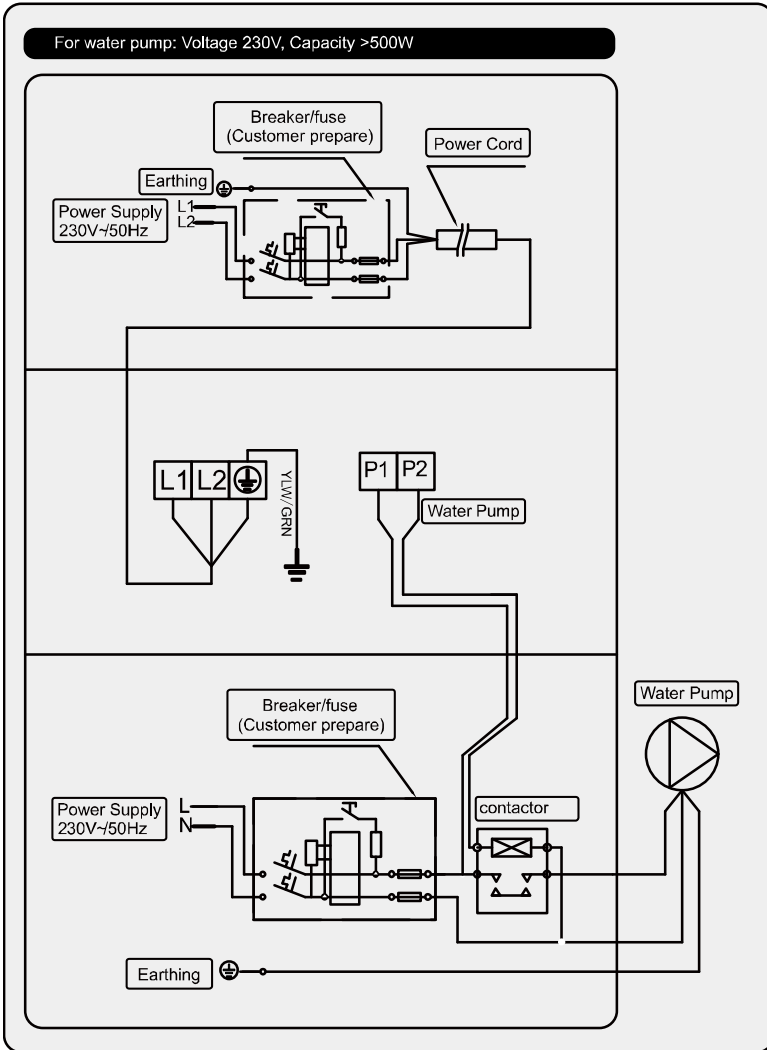 For water pump: Voltage 230V, Capacity >500W
Breaker/fuse
(Customer prepare)
Power Cord
Earthing
Power Supply
230V~/50Hz
L1
L2
L1 L2
YLW/GRN
P1 P2
Water Pump
Water Pump
Breaker/fuse
(Customer prepare)
Power Supply
230V~/50Hz
L
N
contactor
Earthing